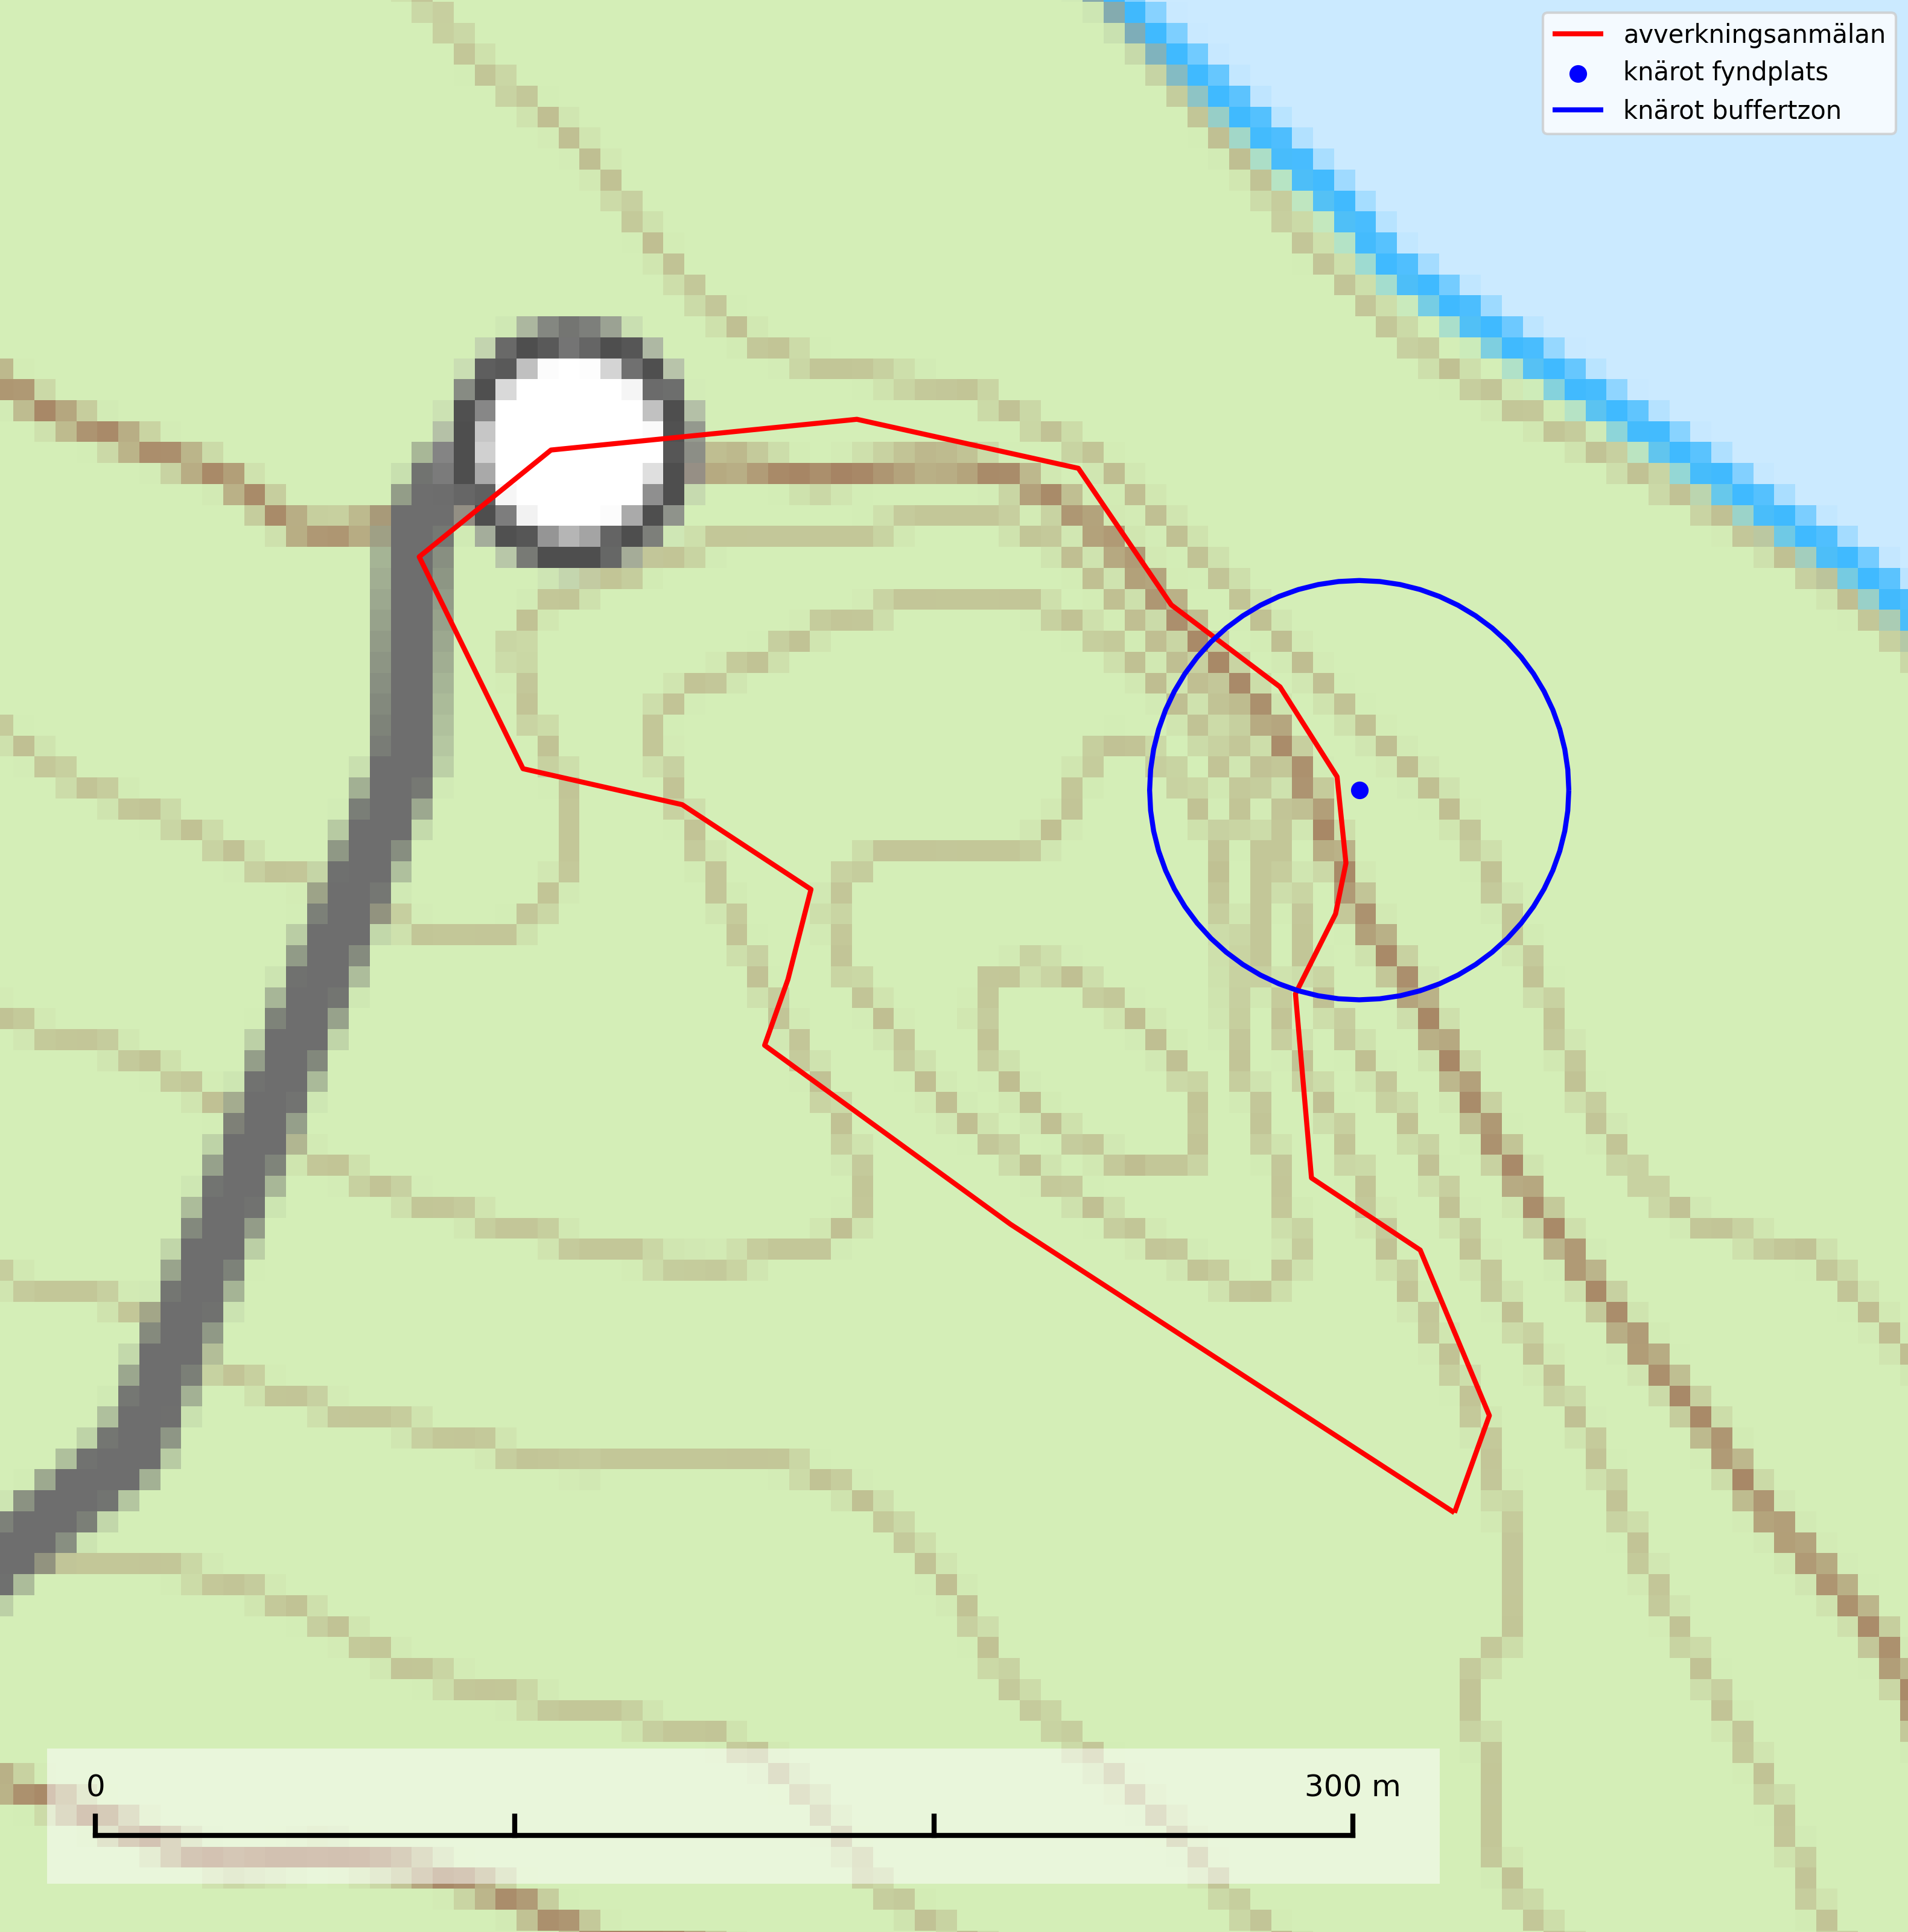 avverkningsanmälan
knärot fyndplats
knärot buffertzon
0
300 m